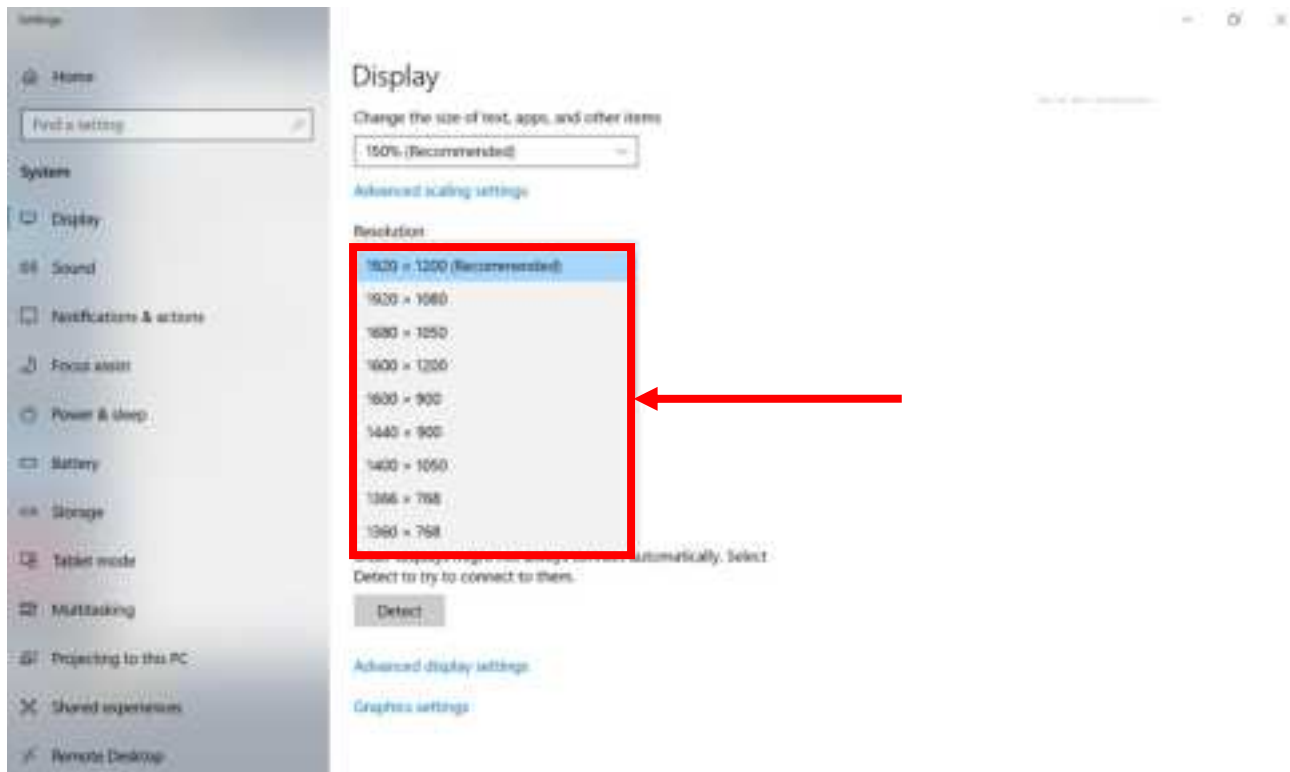 Settings
Home
Find a setting
System
Display
Sound
Notifications & actions
Focus assist
Power & sleep
Battery
Storage
Tablet mode
Multitasking
Projecting to this PC
Shared experiences
Remote Desktop
Display
Change the size of text, apps, and other items
150% (Recommended)
Advanced scaling settings
Resolution
1920 × 1200 (Recommended)
1920 × 1080
1680 × 1050
1600 × 1200
1600 × 900
1440 × 900
1400 × 1050
1366 × 768
1360 × 768
automatically. Select
Detect to try to connect to them.
Detect
Advanced display settings
Graphics settings